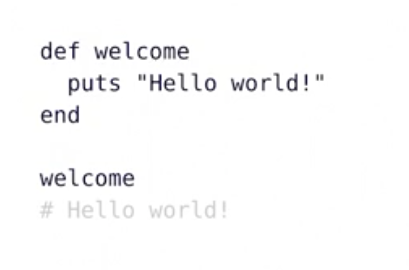 def welcome
  puts "Hello world!"
end

welcome
# Hello world!